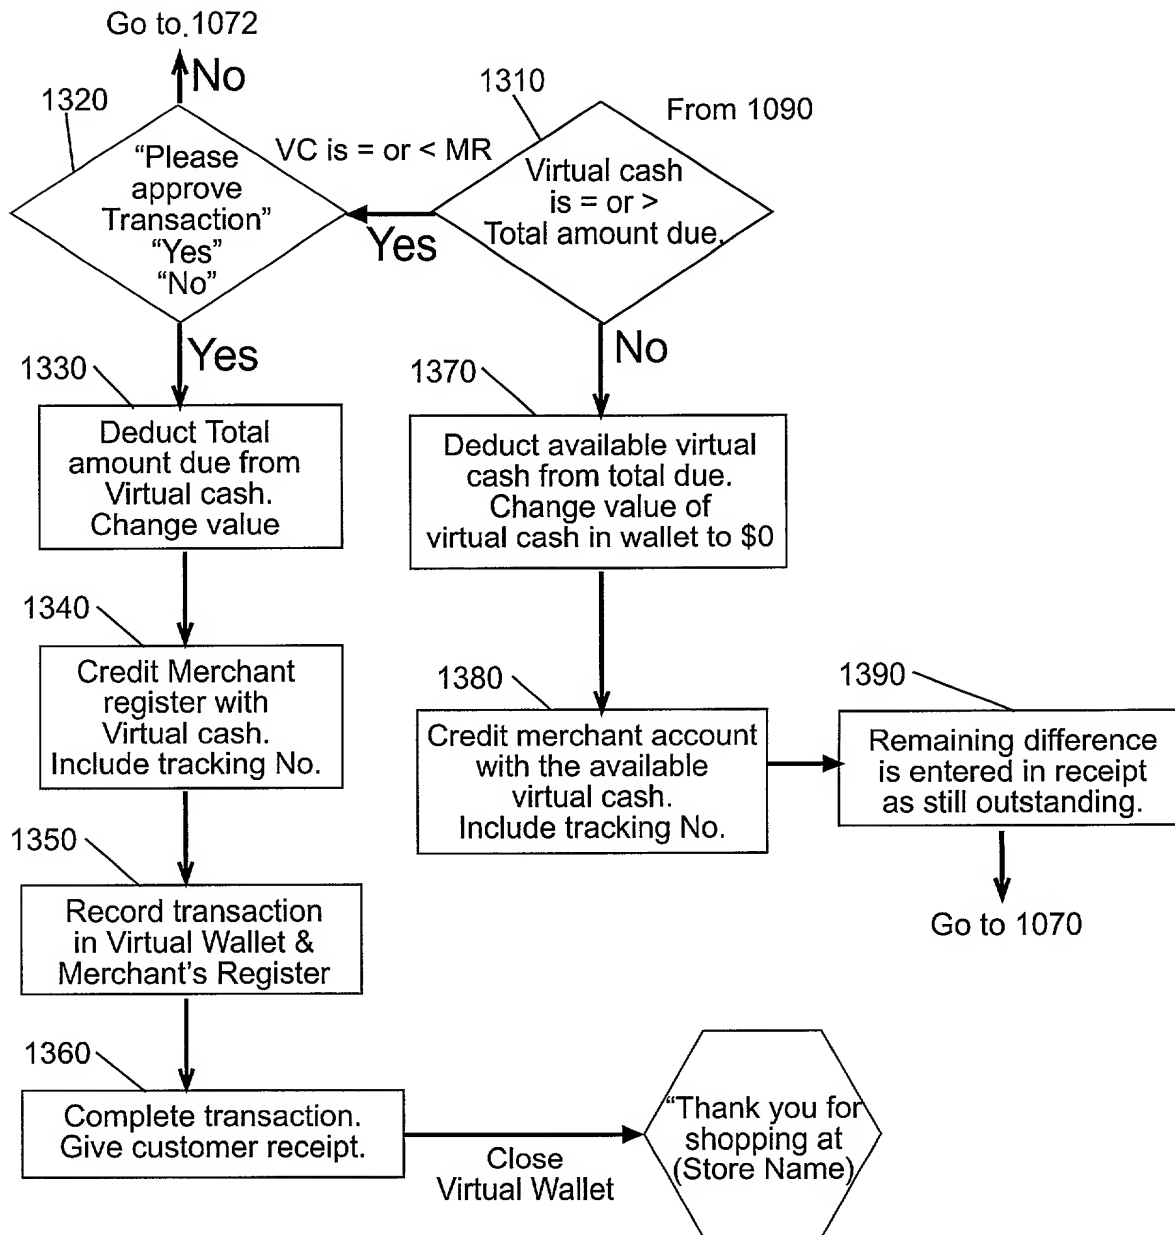 Go to.1072
No
1320
1310
From 1090
VC is = or < MR
“Please
approve
Transaction”
“Yes”
“No”
Virtual cash
is = or >
Total amount due.
Yes
Yes
No
1330
1370
Deduct Total
amount due from
Virtual cash.
Change value
Deduct available virtual
cash from total due.
Change value of
virtual cash in wallet to $0
1340
1380
1390
Credit Merchant
register with
Virtual cash.
Include tracking No.
Credit merchant account
with the available
virtual cash.
Include tracking No.
Remaining difference
is entered in receipt
as still outstanding.
1350
Go to 1070
Record transaction
in Virtual Wallet &
Merchant’s Register
1360
Complete transaction.
Give customer receipt.
Close
Virtual Wallet
“Thank you for
shopping at
(Store Name)